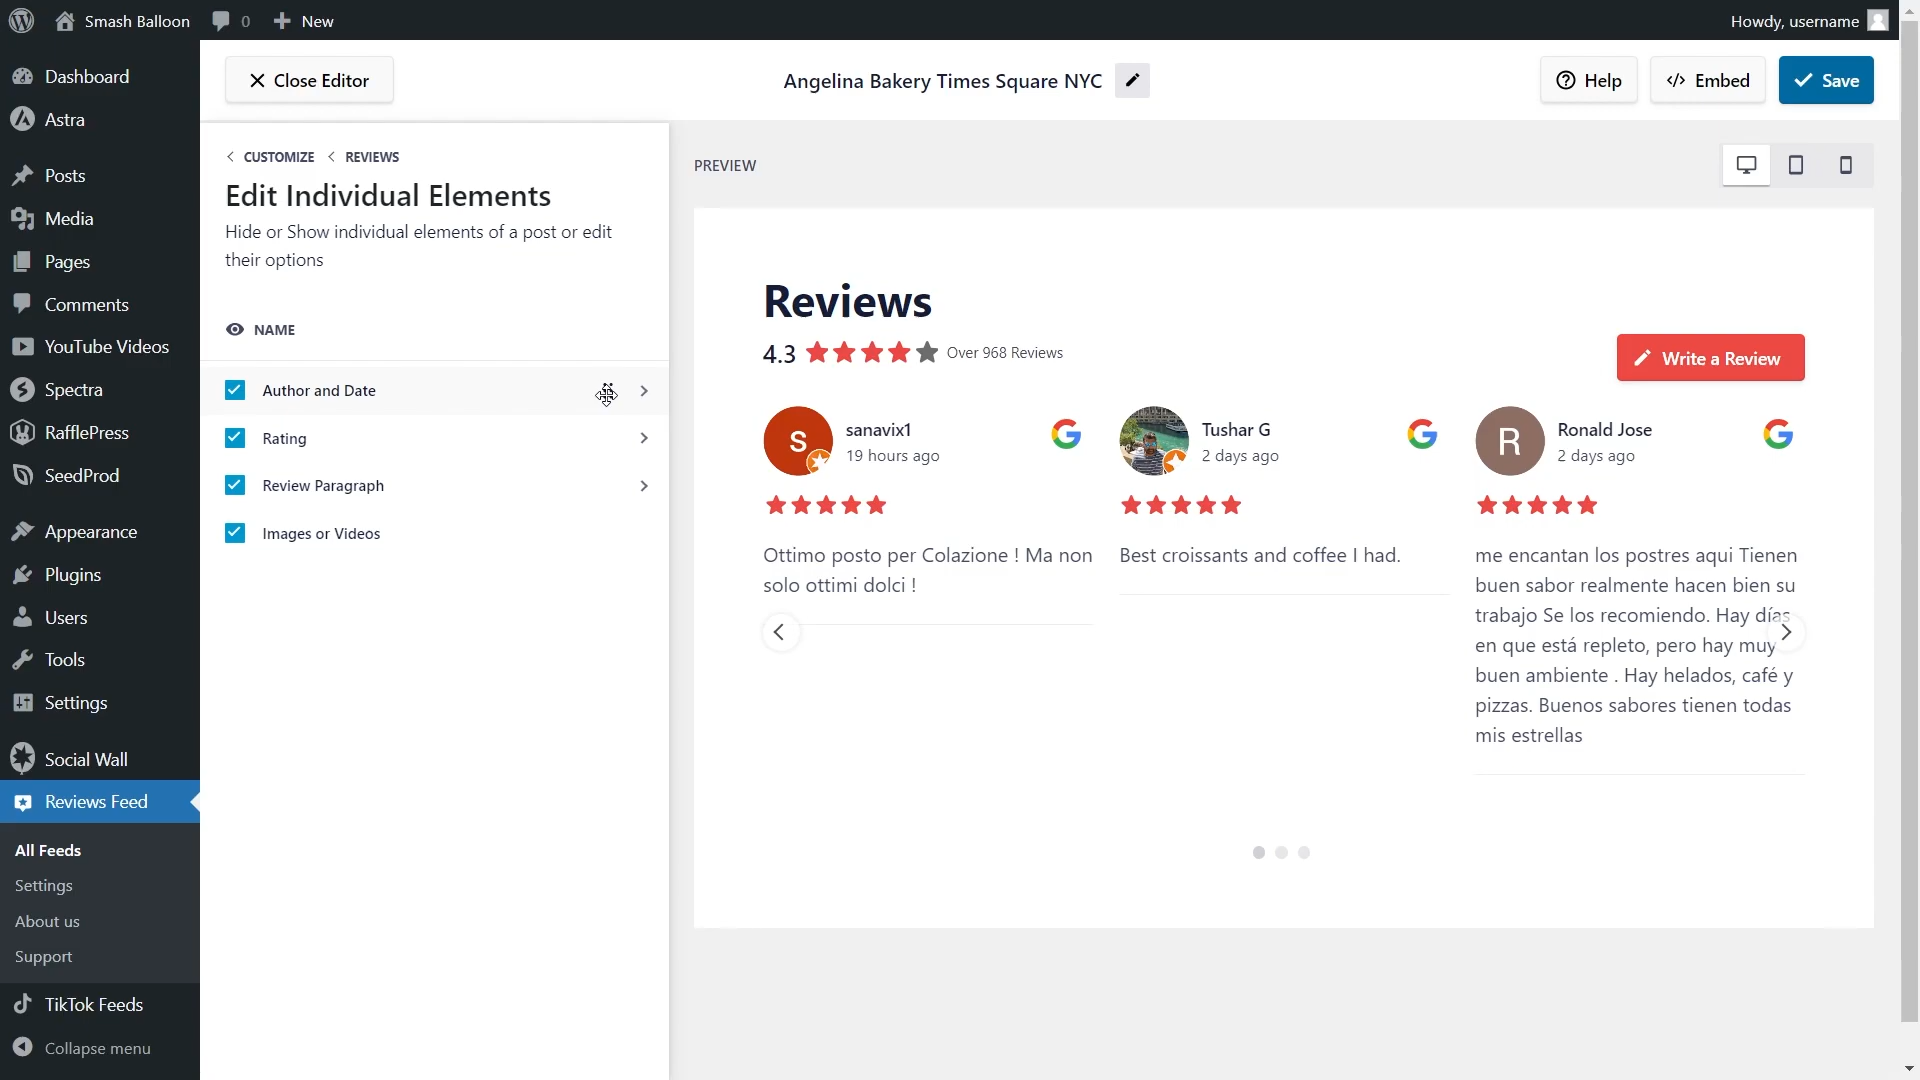 Smash Balloon
0
New
Howdy, username
Dashboard
Astra
Posts
Media
Pages
Comments
YouTube Videos
Spectra
RafflePress
SeedProd
Appearance
Plugins
Users
Tools
Settings
Social Wall
Reviews Feed
All Feeds
Settings
About us
Support
TikTok Feeds
Collapse menu
Close Editor
Angelina Bakery Times Square NYC
Help
Embed
Save
CUSTOMIZE
REVIEWS
Edit Individual Elements
Hide or Show individual elements of a post or edit
their options
NAME
Author and Date
Rating
Review Paragraph
Images or Videos
PREVIEW
Reviews
4.3
Over 968 Reviews
Write a Review
S
sanavix1
19 hours ago
Ottimo posto per Colazione ! Ma non
solo ottimi dolci !
Tushar G
2 days ago
Best croissants and coffee I had.
R
Ronald Jose
2 days ago
me encantan los postres aqui Tienen
buen sabor realmente hacen bien su
trabajo Se los recomiendo. Hay días
en que está repleto, pero hay muy
buen ambiente . Hay helados, café y
pizzas. Buenos sabores tienen todas
mis estrellas